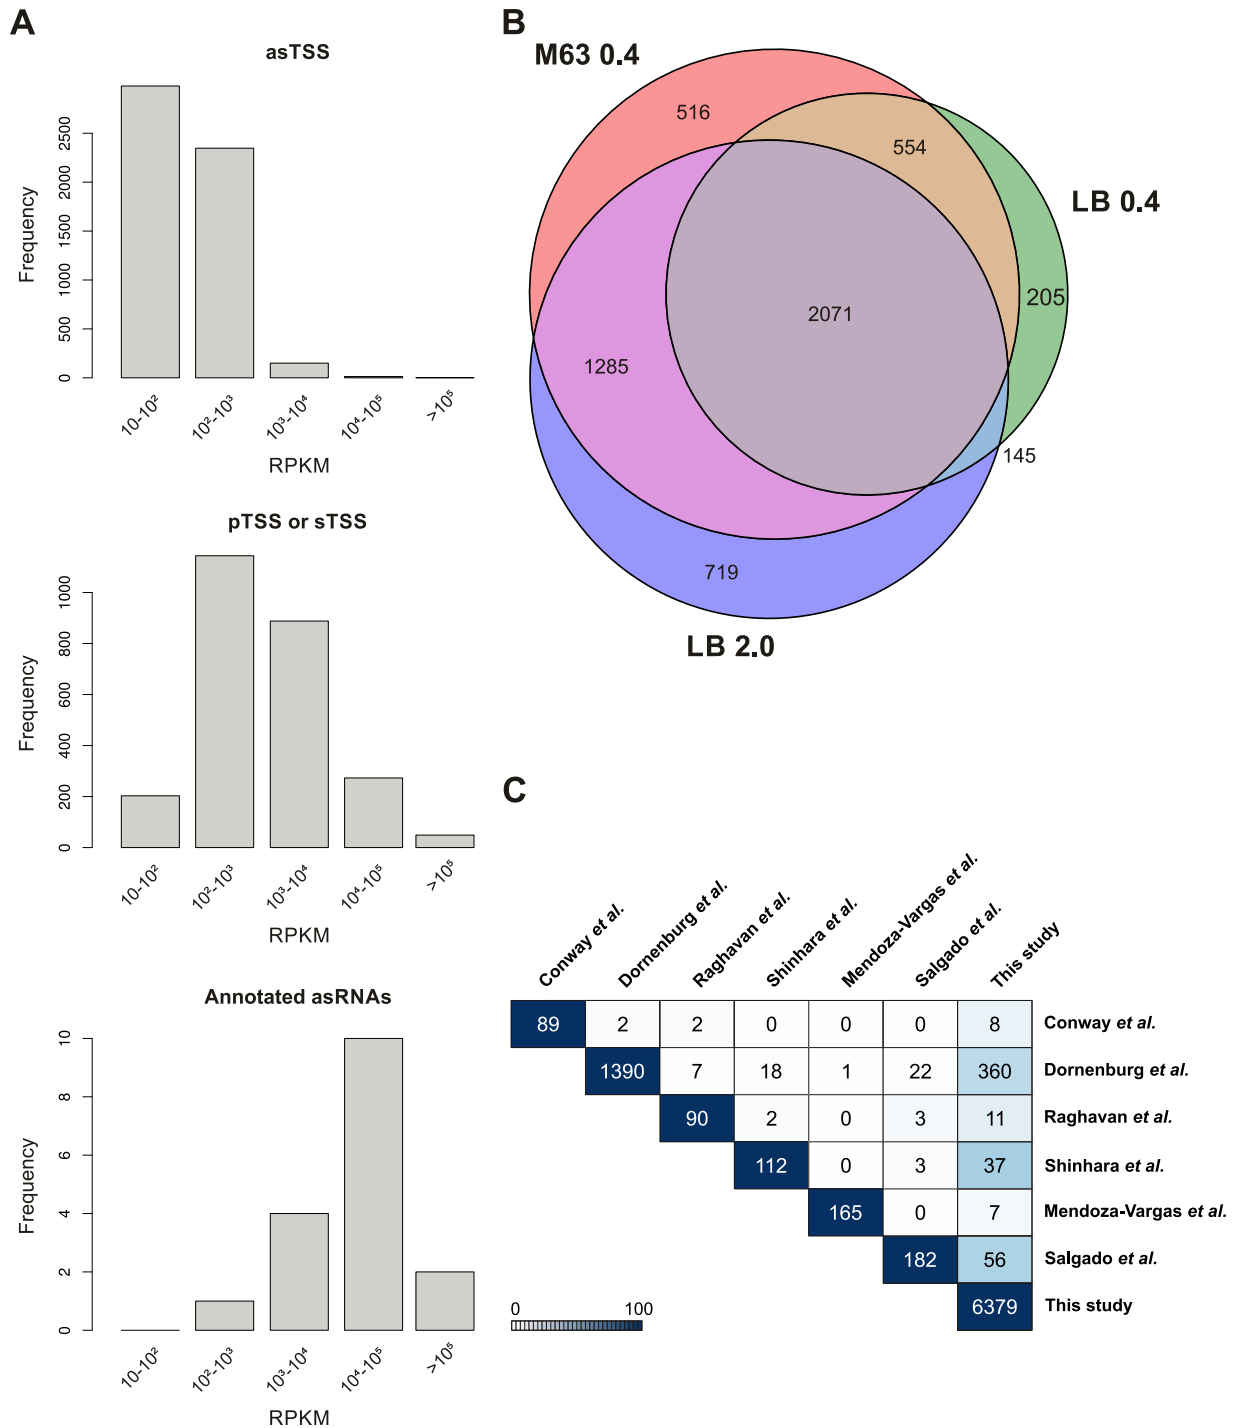 A
asTSS
Frequency
0
500
1000
1500
2000
2500
10-10²
10²-10³
10³-10⁴
10⁴-10⁵
>10⁵
RPKM
pTSS or sTSS
Frequency
0
200
400
600
800
1000
10-10²
10²-10³
10³-10⁴
10⁴-10⁵
>10⁵
RPKM
Annotated asRNAs
Frequency
0
2
4
6
8
10
10-10²
10²-10³
10³-10⁴
10⁴-10⁵
>10⁵
RPKM
B
M63 0.4
516
554
LB 0.4
205
2071
1285
145
719
LB 2.0
C
Conway et al.
Dornenburg et al.
Raghavan et al.
Shinhara et al.
Mendoza-Vargas et al.
Salgado et al.
This study
89 2 2 0 0 0 8 Conway et al.
1390 7 18 1 22 360 Dornenburg et al.
90 2 0 3 11 Raghavan et al.
112 0 3 37 Shinhara et al.
165 0 7 Mendoza-Vargas et al.
182 56 Salgado et al.
6379 This study
0 100